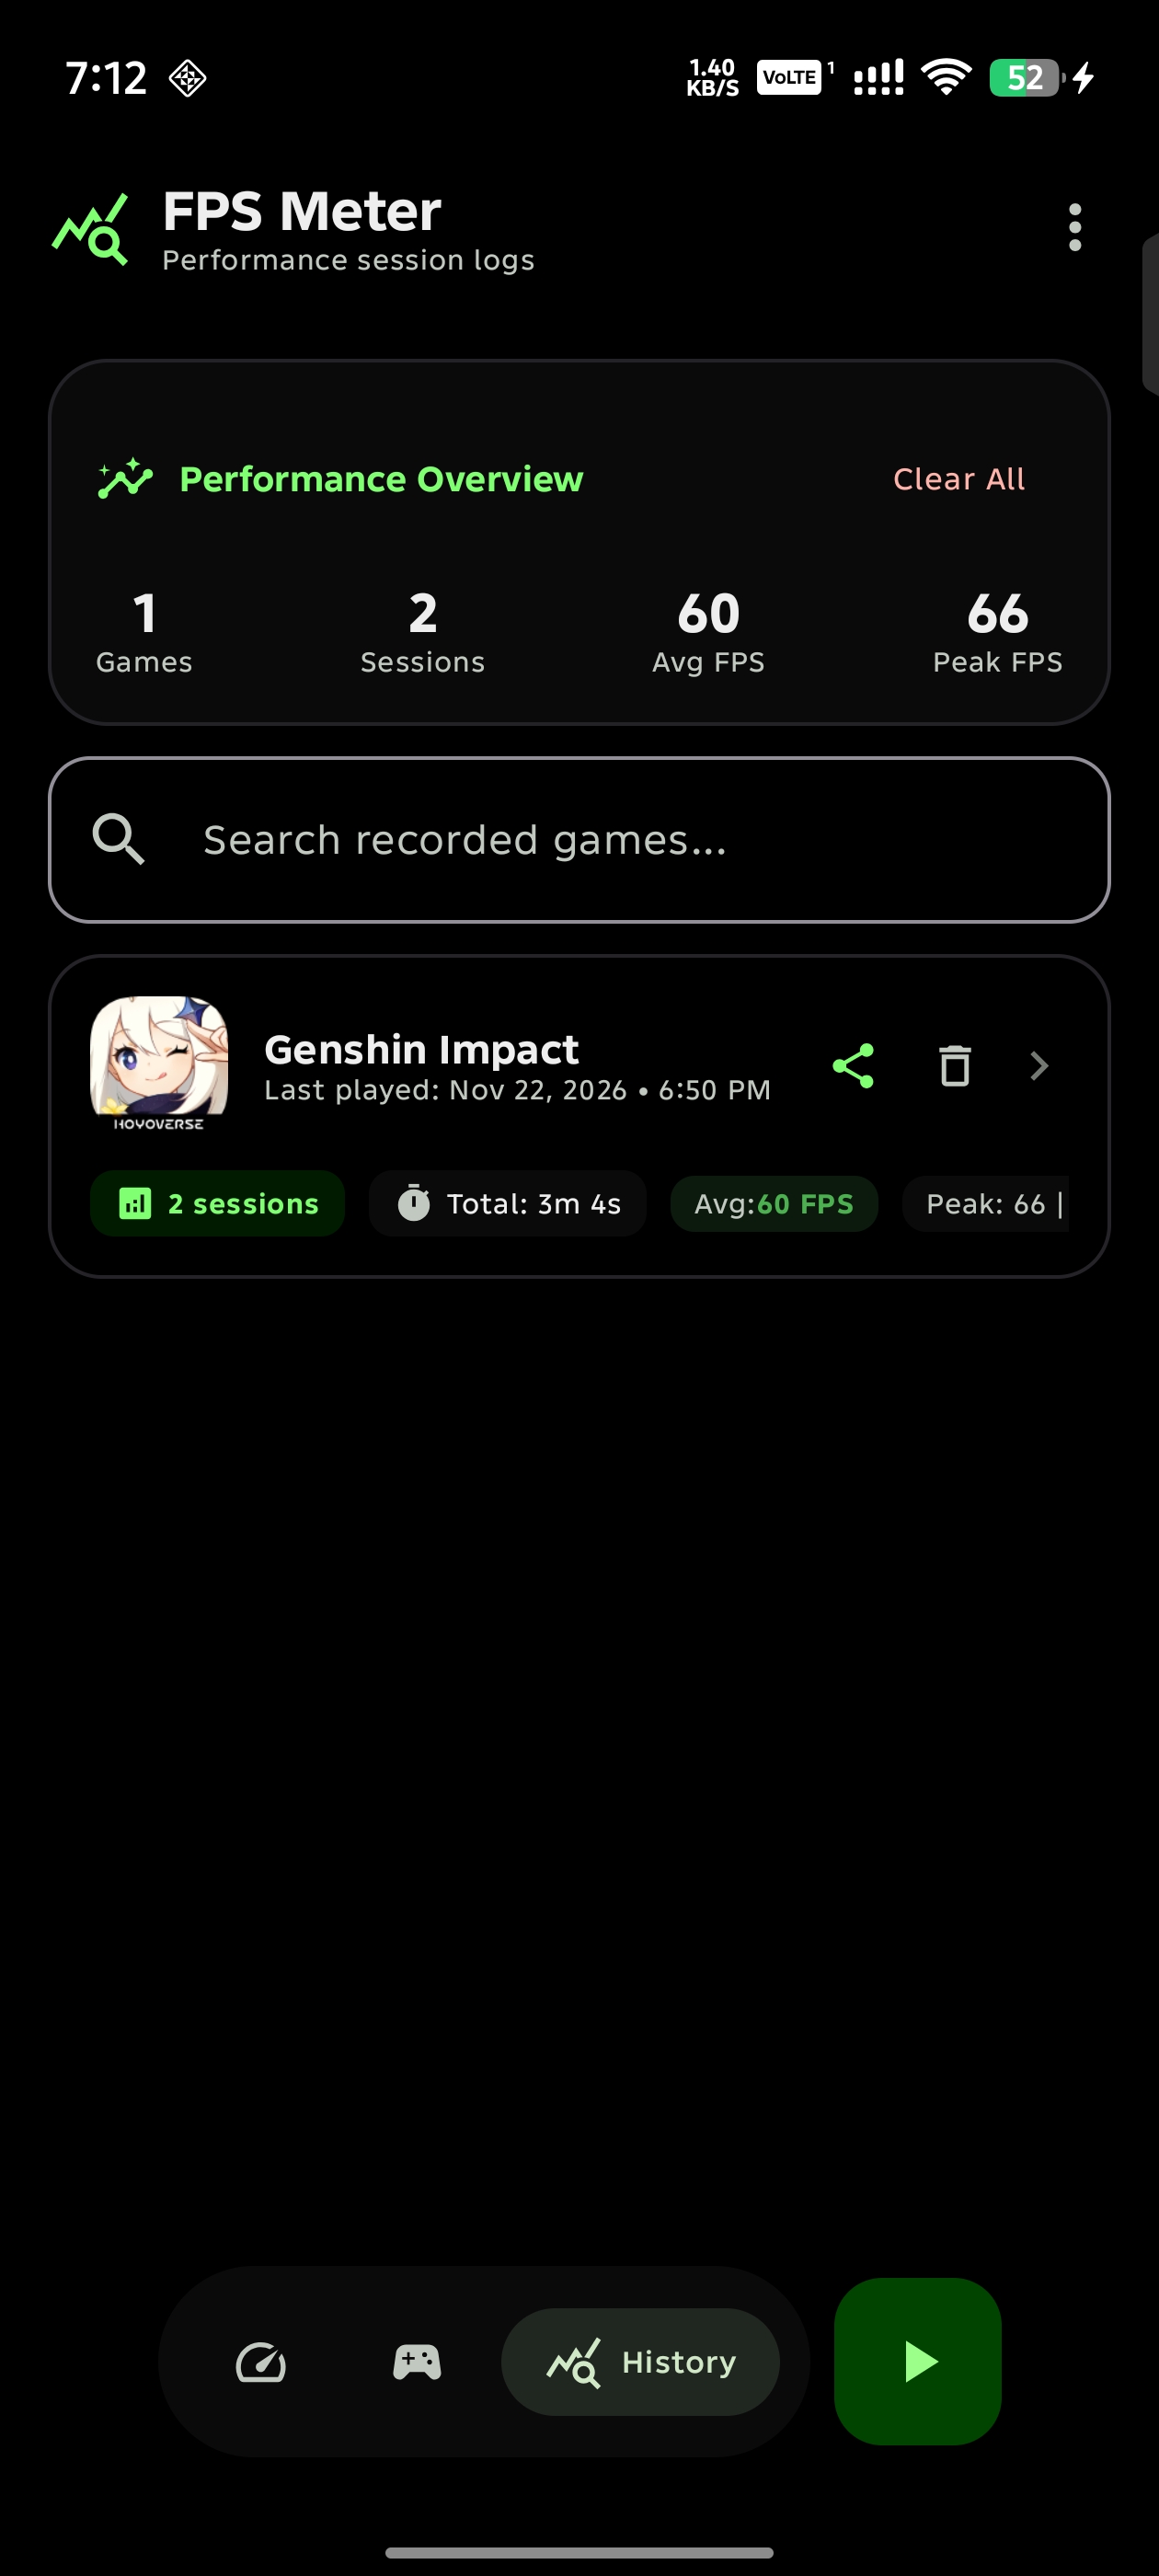 7:12
1.40 KB/S
VoLTE 1
52
FPS Meter
Performance session logs
Performance Overview
Clear All
1
2
60
66
Games
Sessions
Avg FPS
Peak FPS
Search recorded games...
Genshin Impact
Last played: Nov 22, 2026 • 6:50 PM
HOYOVERSE
2 sessions
Total: 3m 4s
Avg:60 FPS
Peak: 66 |
History